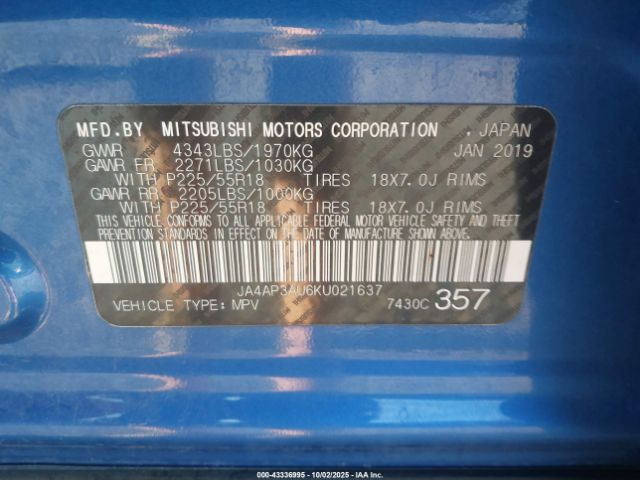 MFD.BY MITSUBISHI MOTORS CORPORATION , JAPAN
GVWR 4343LBS/1970KG JAN 2019
GAWR FR 2271LBS/1030KG
WITH P225/55R18 TIRES 18X7.0J RIMS
GAWR RR 2205LBS/1000KG
WITH P225/55R18 TIRES 18X7.0J RIMS
THIS VEHICLE CONFORMS TO ALL APPLICABLE FEDERAL MOTOR VEHICLE SAFETY AND THEFT
PREVENTION STANDARDS IN EFFECT ON THE DATE OF MANUFACTURE SHOWN ABOVE.
JA4AP3AU6KU021637
VEHICLE TYPE: MPV 7430C 357
000-43336995 - 10/02/2025 - © IAA Inc.